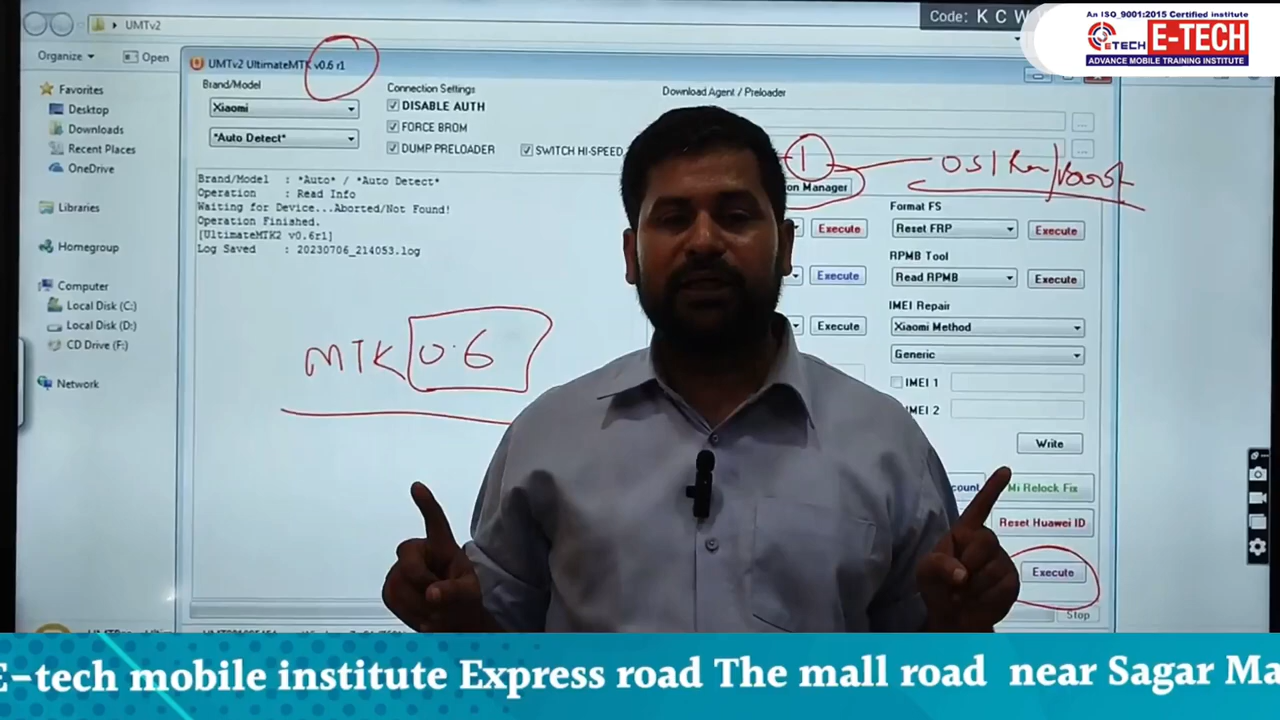 Code: K C W
An ISO_9001:2015 Certified institute
ETECH E-TECH
ADVANCE MOBILE TRAINING INSTITUTE
UMTv2
Organize
Open
Favorites
Desktop
Downloads
Recent Places
OneDrive
Libraries
Homegroup
Computer
Local Disk (C:)
Local Disk (D:)
CD Drive (F:)
Network
UMTv2 UltimateMTK v0.6 r1
Brand/Model
Xiaomi
*Auto Detect*
Connection Settings
DISABLE AUTH
FORCE BROM
DUMP PRELOADER
SWITCH HI-SPEED
Download Agent / Preloader
...
...
Brand/Model : *Auto* / *Auto Detect*
Operation : Read Info
Waiting for Device...Aborted/Not Found!
Operation Finished.
[UltimateMTK2 v0.6r1]
Log Saved : 20230706_214053.log
MTK 0.6
1
Manager
Execute
Execute
Execute
Format FS
Reset FRP
Execute
RPMB Tool
Read RPMB
Execute
IMEI Repair
Xiaomi Method
Generic
IMEI 1
IMEI 2
Write
Mi Relock Fix
Reset Huawei ID
Execute
Stop
E-tech mobile institute Express road The mall road near Sagar Ma